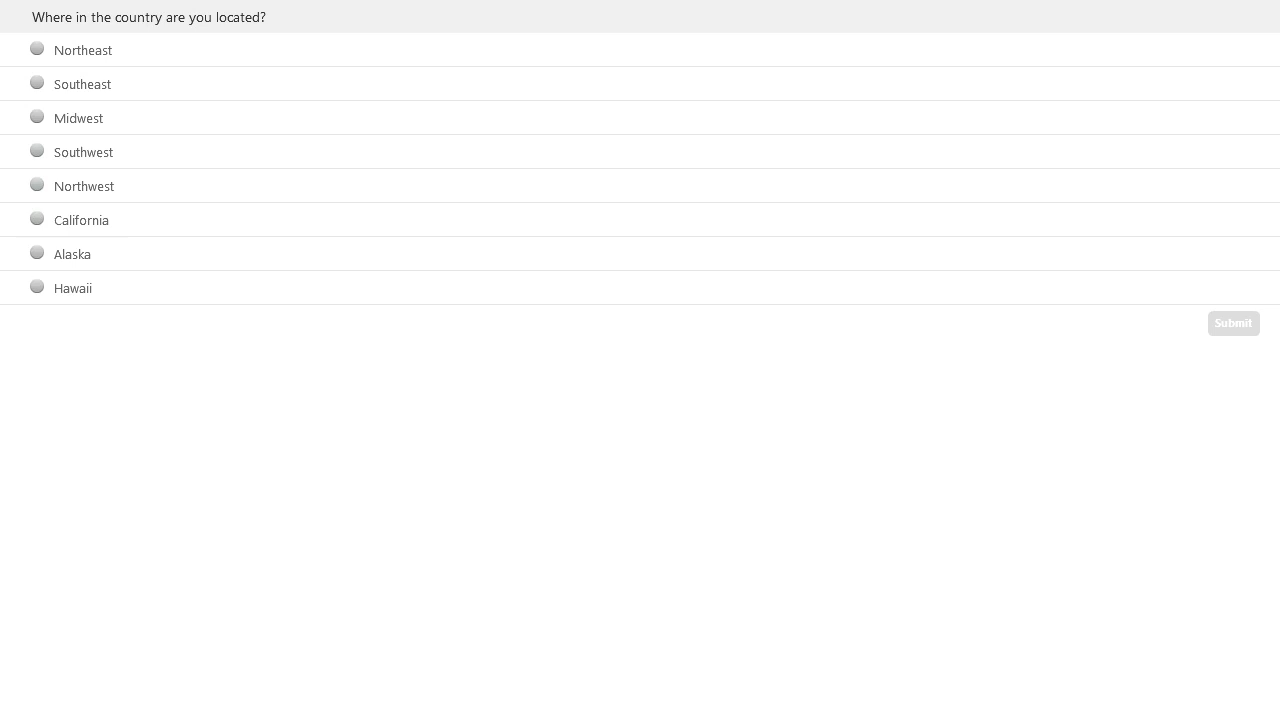 Where in the country are you located?
Northeast
Southeast
Midwest
Southwest
Northwest
California
Alaska
Hawaii
Submit